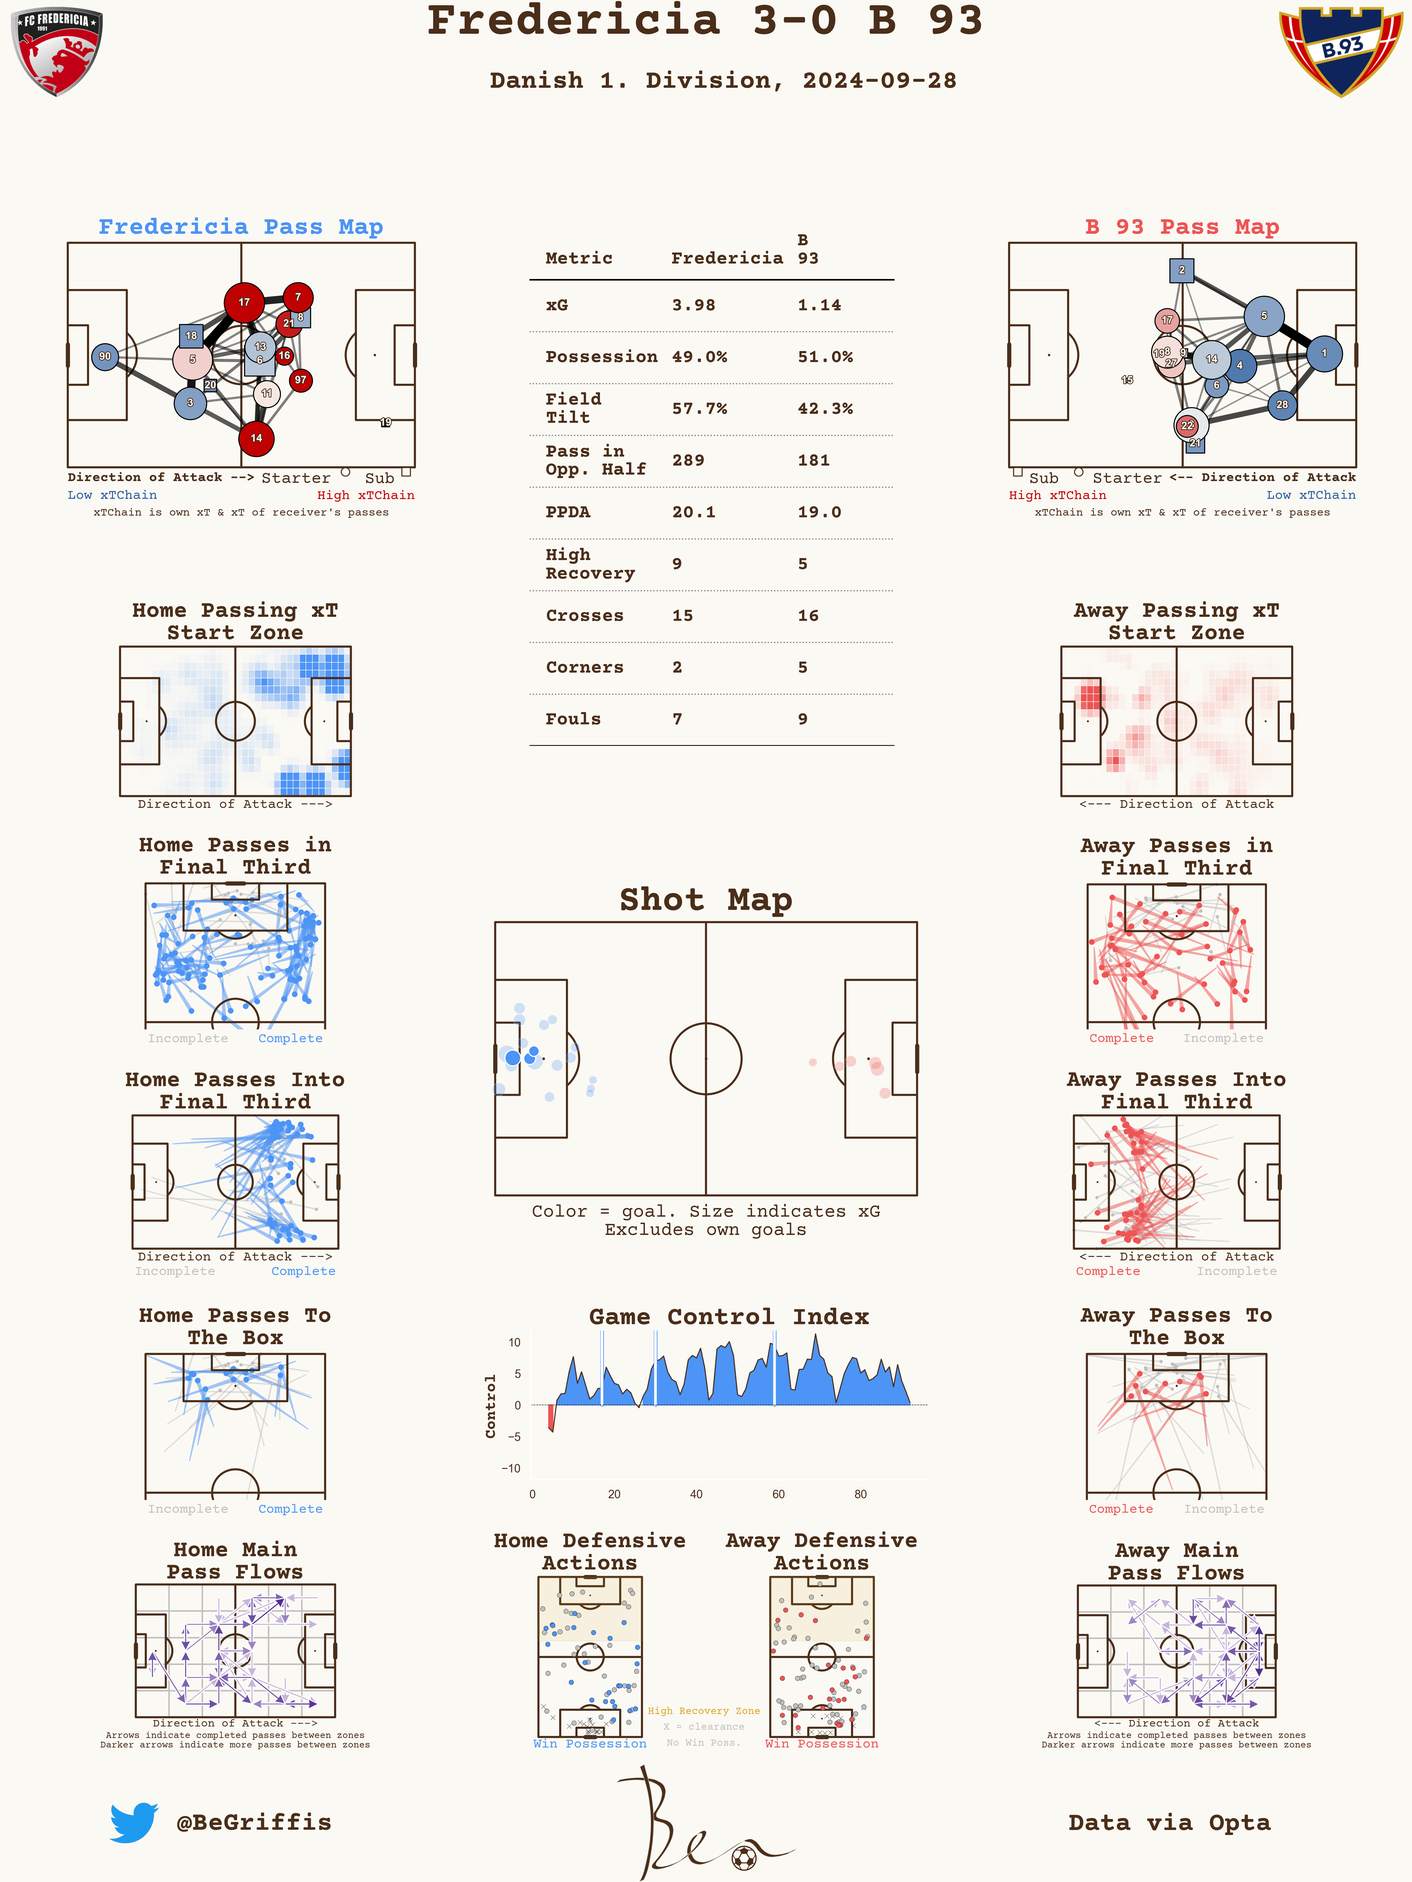 Fredericia 3-0 B 93
Danish 1. Division, 2024-09-28
FC FREDERICIA
1991
B.93
Fredericia Pass Map
17
7
21
8
18
13
90
5
6
16
20
97
3
11
14
19
Direction of Attack --> Starter Sub
Low xTChain High xTChain
xTChain is own xT & xT of receiver's passes
Metric Fredericia B 93
xG 3.98 1.14
Possession 49.0% 51.0%
Field Tilt 57.7% 42.3%
Pass in Opp. Half 289 181
PPDA 20.1 19.0
High Recovery 9 5
Crosses 15 16
Corners 2 5
Fouls 7 9
B 93 Pass Map
2
17
5
19
8
9
14
1
27
4
15
6
28
22
21
Sub Starter <-- Direction of Attack
High xTChain Low xTChain
xTChain is own xT & xT of receiver's passes
Home Passing xT
Start Zone
Direction of Attack --->
Away Passing xT
Start Zone
<--- Direction of Attack
Home Passes in
Final Third
Incomplete Complete
Away Passes in
Final Third
Complete Incomplete
Shot Map
Color = goal. Size indicates xG
Excludes own goals
Home Passes Into
Final Third
Direction of Attack --->
Incomplete Complete
Away Passes Into
Final Third
<--- Direction of Attack
Complete Incomplete
Home Passes To
The Box
Incomplete Complete
Game Control Index
Control
10
5
0
−5
−10
0 20 40 60 80
Away Passes To
The Box
Complete Incomplete
Home Main
Pass Flows
Direction of Attack --->
Arrows indicate completed passes between zones
Darker arrows indicate more passes between zones
Home Defensive
Actions
Win Possession
High Recovery Zone
X = clearance
No Win Poss.
Away Defensive
Actions
Win Possession
Away Main
Pass Flows
<--- Direction of Attack
Arrows indicate completed passes between zones
Darker arrows indicate more passes between zones
@BeGriffis
Ben
Data via Opta